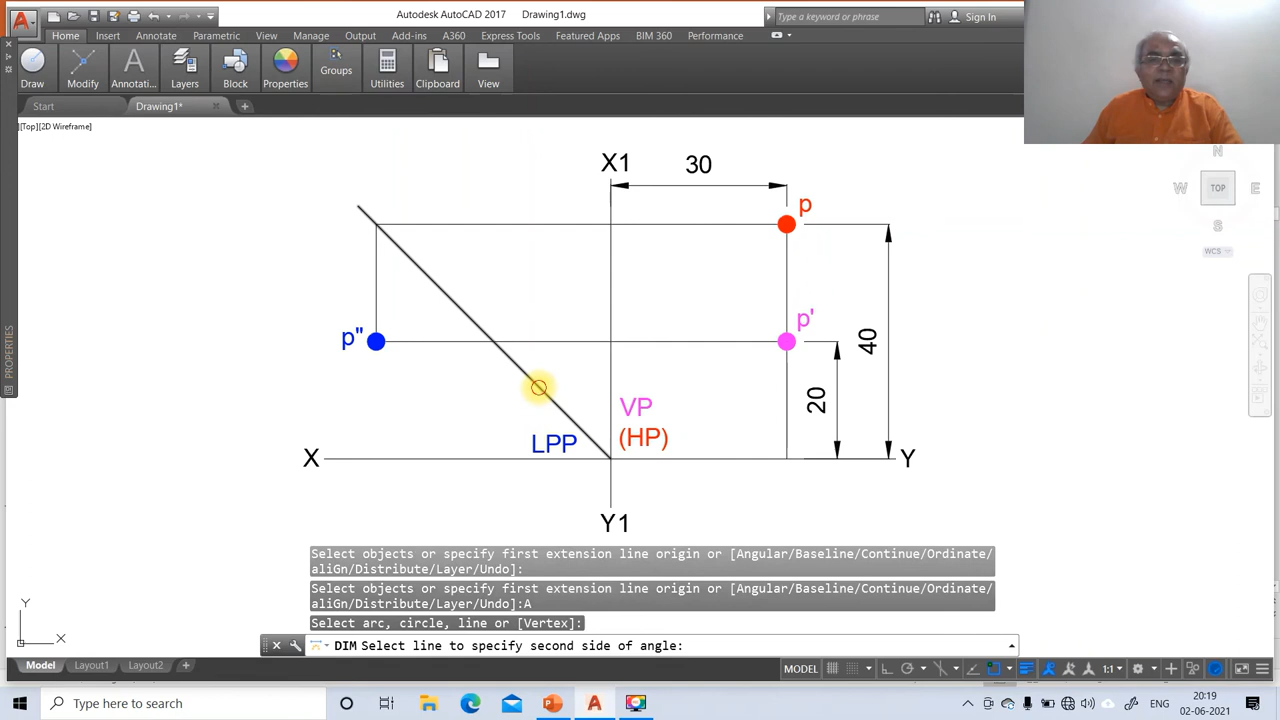 Autodesk AutoCAD 2017 Drawing1.dwg
Type a keyword or phrase
Sign In
Home Insert Annotate Parametric View Manage Output Add-ins A360 Express Tools Featured Apps BIM 360 Performance
Draw Modify Annotati... Layers Block Properties Groups Utilities Clipboard View
Start Drawing1*
][Top][2D Wireframe]
X1
30
p
N
W TOP E
S
WCS
p"
p'
40
20
VP
(HP)
LPP
X
Y
Y1
PROPERTIES
Select objects or specify first extension line origin or [Angular/Baseline/Continue/Ordinate/
aliGn/Distribute/Layer/Undo]:
Select objects or specify first extension line origin or [Angular/Baseline/Continue/Ordinate/
aliGn/Distribute/Layer/Undo]:A
Select arc, circle, line or [Vertex]:
DIM Select line to specify second side of angle:
Y
X
Model Layout1 Layout2
MODEL
1:1
Type here to search
ENG
20:19
02-06-2021